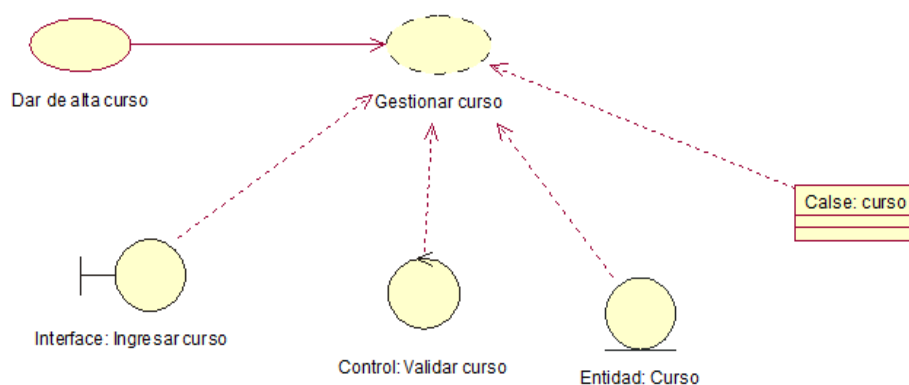 Dar de alta curso
Gestionar curso
Calse: curso
Interface: Ingresar curso
Control: Validar curso
Entidad: Curso